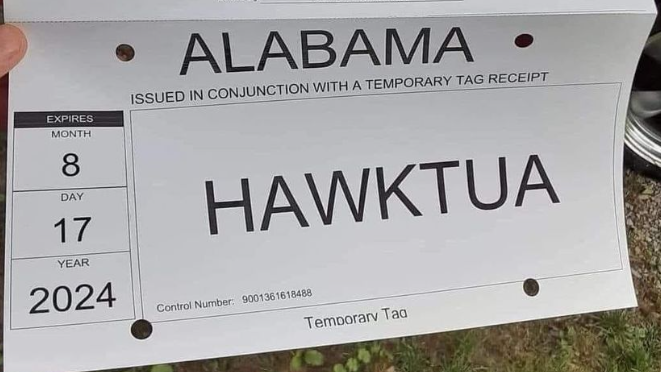 ALABAMA
ISSUED IN CONJUNCTION WITH A TEMPORARY TAG RECEIPT
EXPIRES
MONTH
8
DAY
17
YEAR
2024
HAWKTUA
Control Number: 9001361618488
Temporary Tag